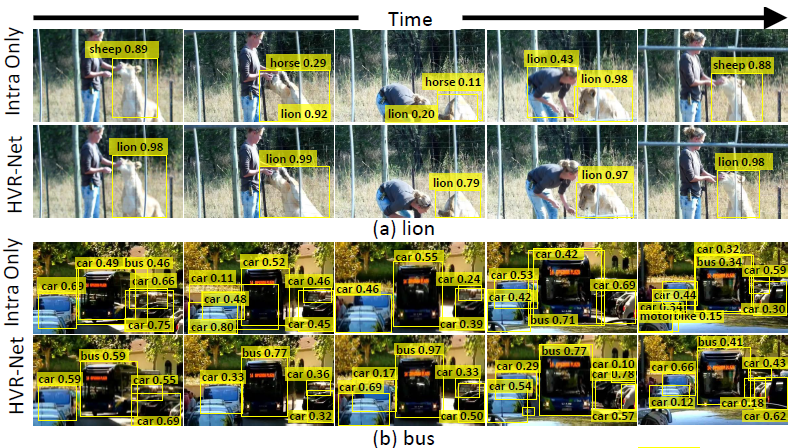 Time
Intra Only
sheep 0.89
horse 0.29
lion 0.92
horse 0.11
lion 0.20
lion 0.43
lion 0.98
sheep 0.88
HVR-Net
lion 0.98
lion 0.99
lion 0.79
lion 0.97
lion 0.98
(a) lion
Intra Only
car 0.49 bus 0.46
car 0.69
car 0.66
car 0.75
car 0.52
car 0.11
car 0.46
car 0.48
car 0.80
car 0.45
car 0.55
car 0.24
car 0.46
car 0.39
car 0.42
car 0.53
car 0.69
car 0.42
bus 0.71
car 0.32
bus 0.34
car 0.59
car 0.44
car 0.30
motorbike 0.15
HVR-Net
bus 0.59
car 0.59
car 0.55
car 0.69
bus 0.77
car 0.33
car 0.36
car 0.32
bus 0.97
car 0.17
car 0.33
car 0.69
car 0.50
bus 0.77
car 0.29
car 0.10
car 0.78
car 0.54
car 0.57
bus 0.41
car 0.43
car 0.66
car 0.12
car 0.18
car 0.62
(b) bus